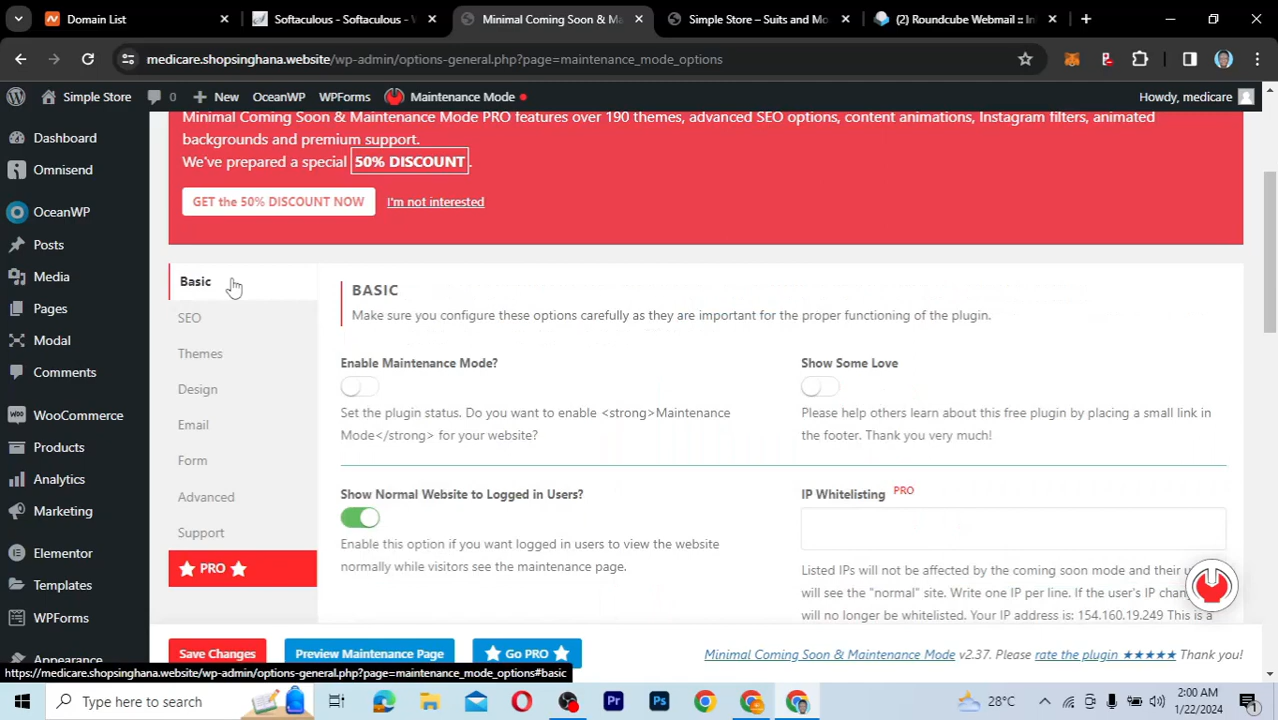 Domain List
Softaculous - Softaculous - V
Minimal Coming Soon & Ma
Simple Store – Suits and Mo
(2) Roundcube Webmail :: In
medicare.shopsinghana.website/wp-admin/options-general.php?page=maintenance_mode_options
Simple Store
0
New
OceanWP
WPForms
Maintenance Mode
Howdy, medicare
Dashboard
Omnisend
OceanWP
Posts
Media
Pages
Modal
Comments
WooCommerce
Products
Analytics
Marketing
Elementor
Templates
WPForms
Appearance
Minimal Coming Soon & Maintenance Mode PRO features over 190 themes, advanced SEO options, content animations, Instagram filters, animated
backgrounds and premium support.
We've prepared a special 50% DISCOUNT.
GET the 50% DISCOUNT NOW
I'm not interested
Basic
SEO
Themes
Design
Email
Form
Advanced
Support
PRO
BASIC
Make sure you configure these options carefully as they are important for the proper functioning of the plugin.
Enable Maintenance Mode?
Set the plugin status. Do you want to enable <strong>Maintenance
Mode</strong> for your website?
Show Some Love
Please help others learn about this free plugin by placing a small link in
the footer. Thank you very much!
Show Normal Website to Logged in Users?
Enable this option if you want logged in users to view the website
normally while visitors see the maintenance page.
IP Whitelisting PRO
Listed IPs will not be affected by the coming soon mode and their
will see the "normal" site. Write one IP per line. If the user's IP
will no longer be whitelisted. Your IP address is: 154.160.19.249 This is a
Save Changes
Preview Maintenance Page
Go PRO
Minimal Coming Soon & Maintenance Mode v2.37. Please rate the plugin ★★★★★ Thank you!
https://medicare.shopsinghana.website/wp-admin/options-general.php?page=maintenance_mode_options#basic
Type here to search
Pr
Ps
28°C
2:00 AM
1/22/2024
1